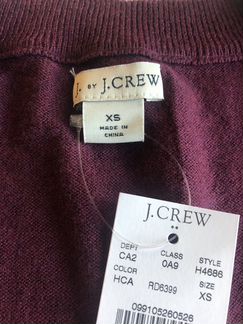 J. BY J.CREW
XS
MADE IN
CHINA
J.CREW
DEPT CLASS STYLE
CA2 0A9 H4686
COLOR SIZE
HCA RD6399 XS
099105260526